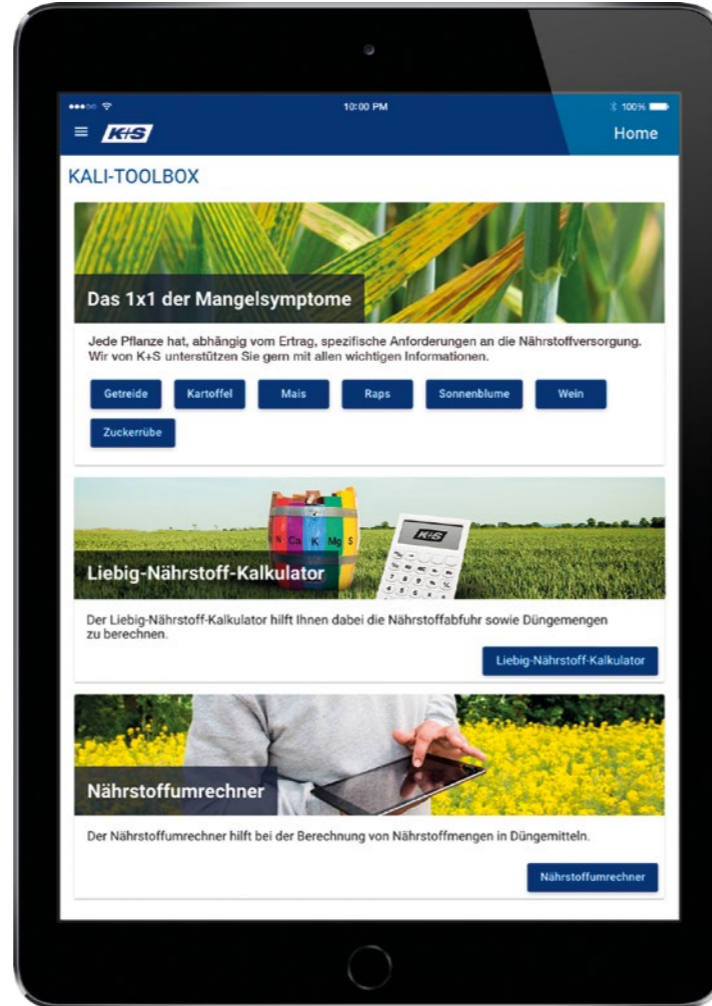 10:00 PM
100%
K+S
Home
KALI-TOOLBOX
Das 1x1 der Mangelsymptome
Jede Pflanze hat, abhängig vom Ertrag, spezifische Anforderungen an die Nährstoffversorgung.
Wir von K+S unterstützen Sie gern mit allen wichtigen Informationen.
Getreide Kartoffel Mais Raps Sonnenblume Wein
Zuckerrübe
N Ca K Mg S
K+S
Liebig-Nährstoff-Kalkulator
Der Liebig-Nährstoff-Kalkulator hilft Ihnen dabei die Nährstoffabfuhr sowie Düngemengen
zu berechnen.
Liebig-Nährstoff-Kalkulator
Nährstoffumrechner
Der Nährstoffumrechner hilft bei der Berechnung von Nährstoffmengen in Düngemitteln.
Nährstoffumrechner